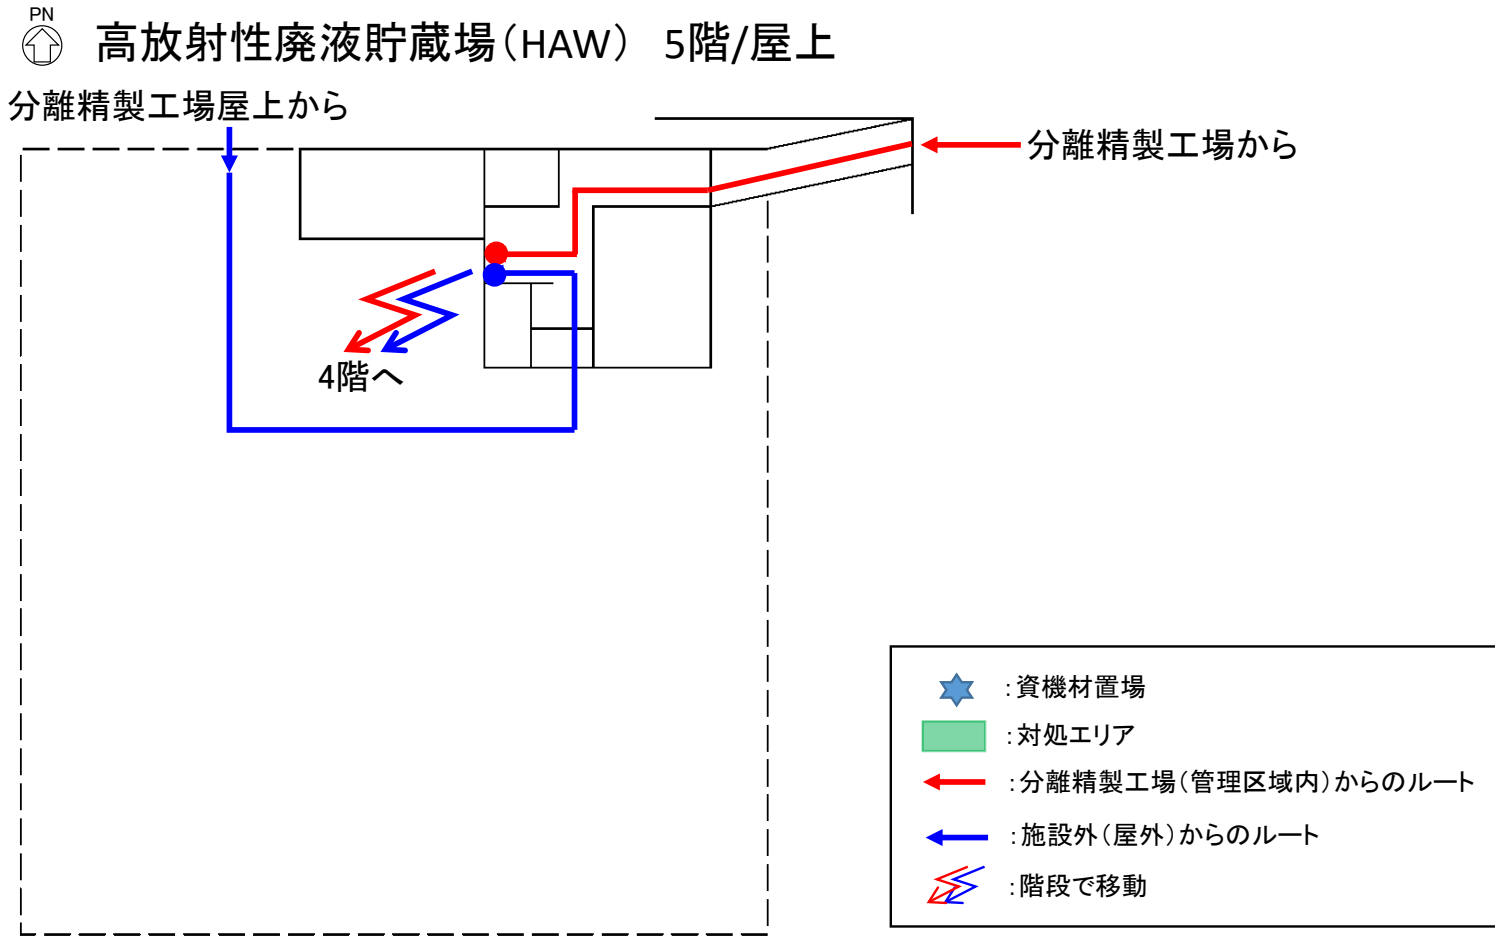 PN
高放射性廃液貯蔵場（HAW） 5階/屋上
分離精製工場屋上から
分離精製工場から
4階へ
：資機材置場
：対処エリア
：分離精製工場（管理区域内）からのルート
：施設外（屋外）からのルート
：階段で移動